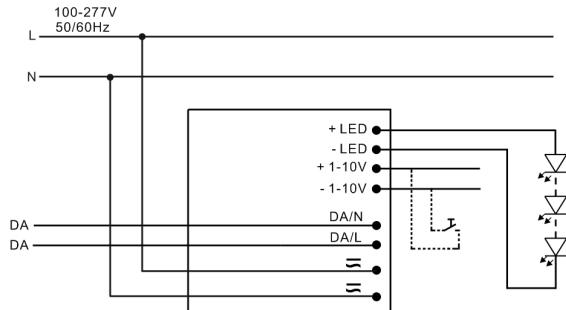 100-277V
50/60Hz
L
N
+ LED
- LED
+ 1-10V
- 1-10V
DA DA/N
DA DA/L